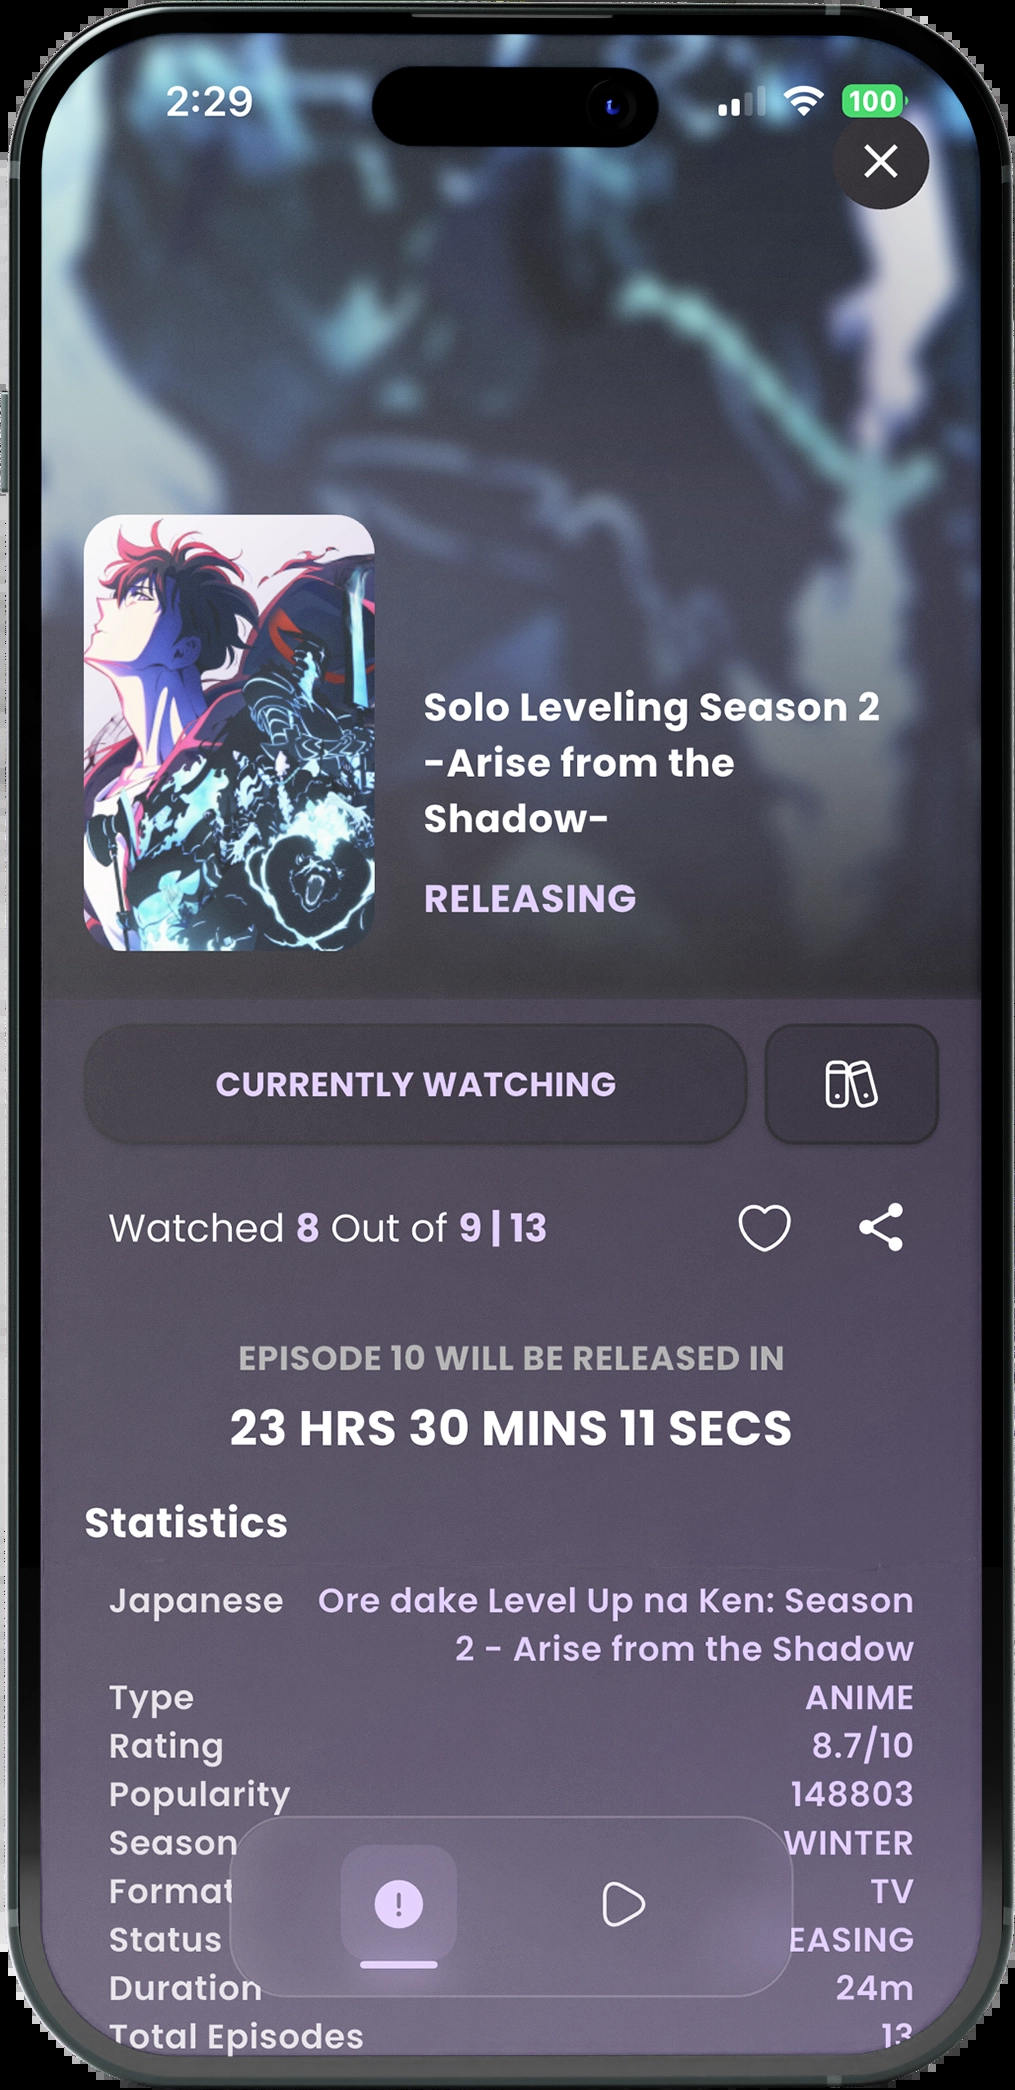 2:29
100
Solo Leveling Season 2
-Arise from the
Shadow-
RELEASING
CURRENTLY WATCHING
Watched 8 Out of 9 | 13
EPISODE 10 WILL BE RELEASED IN
23 HRS 30 MINS 11 SECS
Statistics
Japanese Ore dake Level Up na Ken: Season
2 - Arise from the Shadow
Type ANIME
Rating 8.7/10
Popularity 148803
Season WINTER
Format TV
Status EASING
Duration 24m
Total Episodes 13